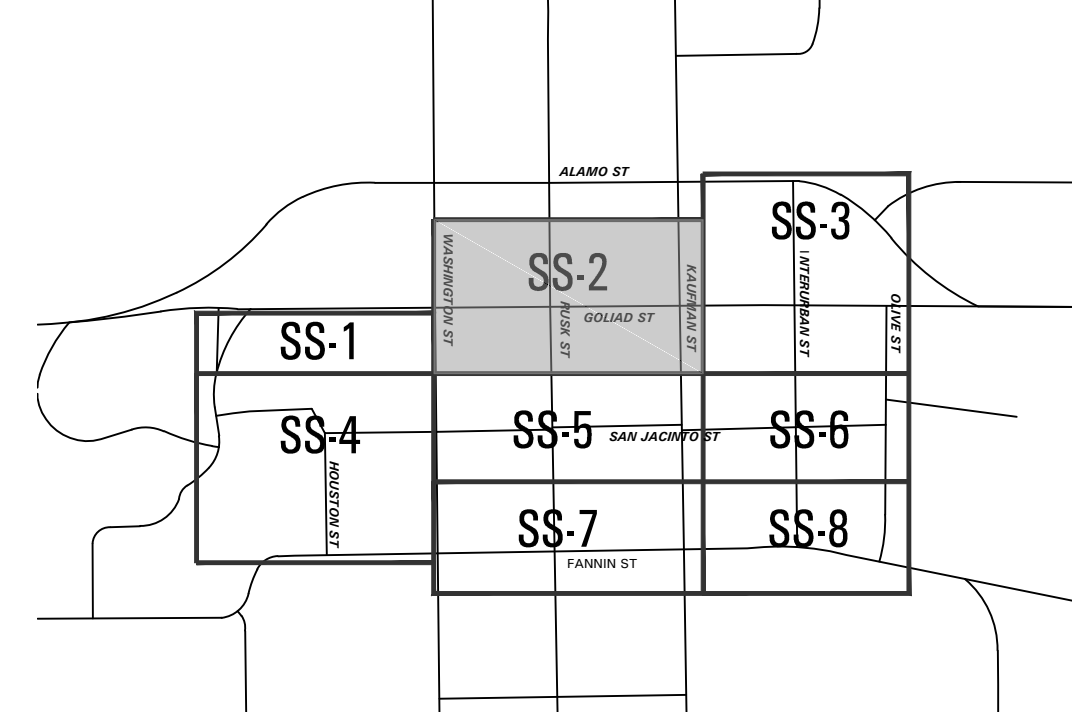 ALAMO ST
SS-3
WASHINGTON ST
SS-2
KAUFMAN ST
INTERURBAN ST
OLIVE ST
RUSK ST
GOLIAD ST
SS-1
SS-4
SS-5
SAN JACINTO ST
SS-6
HOUSTON ST
SS-7
SS-8
FANNIN ST